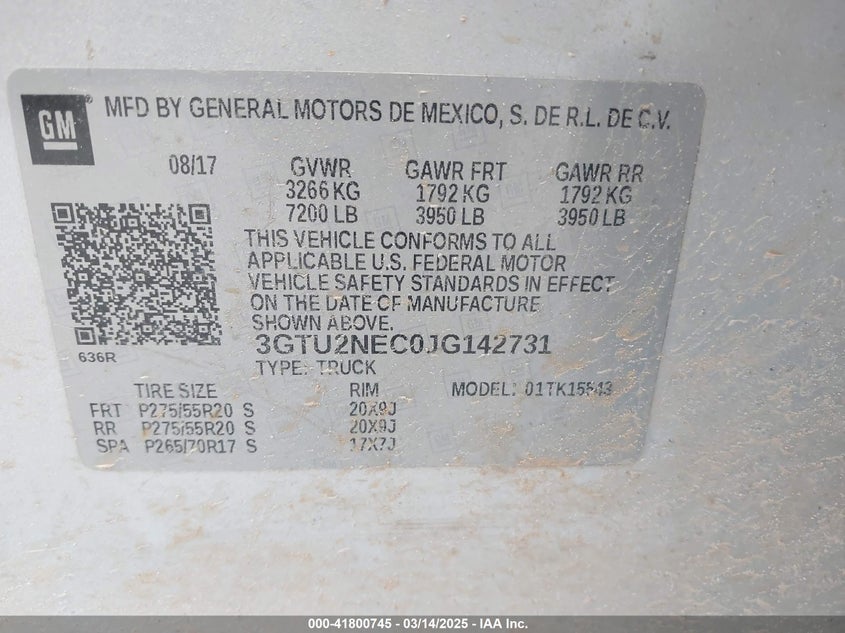 GM
MFD BY GENERAL MOTORS DE MEXICO, S. DE R.L. DE C.V.
08/17 GVWR GAWR FRT GAWR RR
3266 KG 1792 KG 1792 KG
7200 LB 3950 LB 3950 LB
THIS VEHICLE CONFORMS TO ALL
APPLICABLE U.S. FEDERAL MOTOR
VEHICLE SAFETY STANDARDS IN EFFECT
ON THE DATE OF MANUFACTURE
SHOWN ABOVE.
636R
3GTU2NEC0JG142731
TYPE: TRUCK
TIRE SIZE RIM MODEL: 01TK15543
FRT P275/55R20 S 20X9J
RR P275/55R20 S 20X9J
SPA P265/70R17 S 17X7J
000-41800745 - 03/14/2025 - IAA Inc.